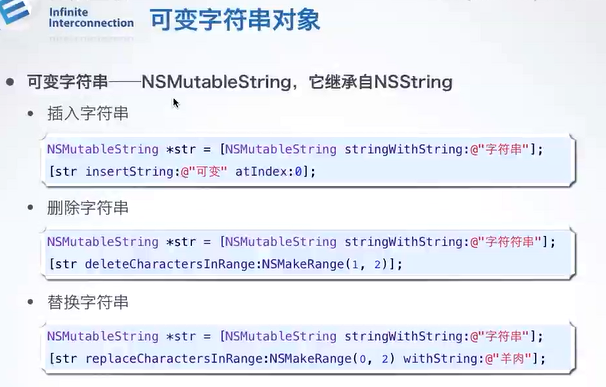 Infinite
Interconnection
可变字符串对象
可变字符串——NSMutableString，它继承自NSString
插入字符串
NSMutableString *str = [NSMutableString stringWithString:@"字符串"];
[str insertString:@"可变" atIndex:0];
删除字符串
NSMutableString *str = [NSMutableString stringWithString:@"字符符串"];
[str deleteCharactersInRange:NSMakeRange(1, 2)];
替换字符串
NSMutableString *str = [NSMutableString stringWithString:@"字符串"];
[str replaceCharactersInRange:NSMakeRange(0, 2) withString:@"羊肉"];